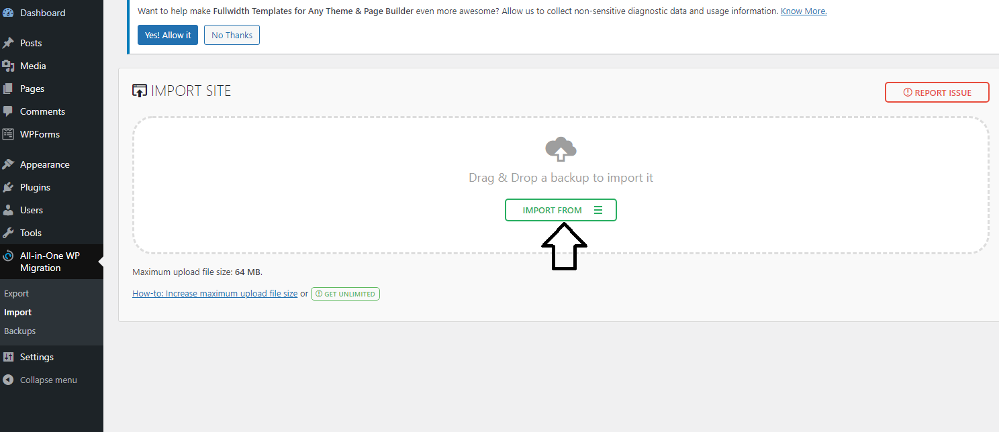 Dashboard
Posts
Media
Pages
Comments
WPForms
Appearance
Plugins
Users
Tools
All-in-One WP
Migration
Export
Import
Backups
Settings
Collapse menu
Want to help make Fullwidth Templates for Any Theme & Page Builder even more awesome? Allow us to collect non-sensitive diagnostic data and usage information. Know More.
Yes! Allow it
No Thanks
IMPORT SITE
REPORT ISSUE
Drag & Drop a backup to import it
IMPORT FROM
Maximum upload file size: 64 MB.
How-to: Increase maximum upload file size or GET UNLIMITED